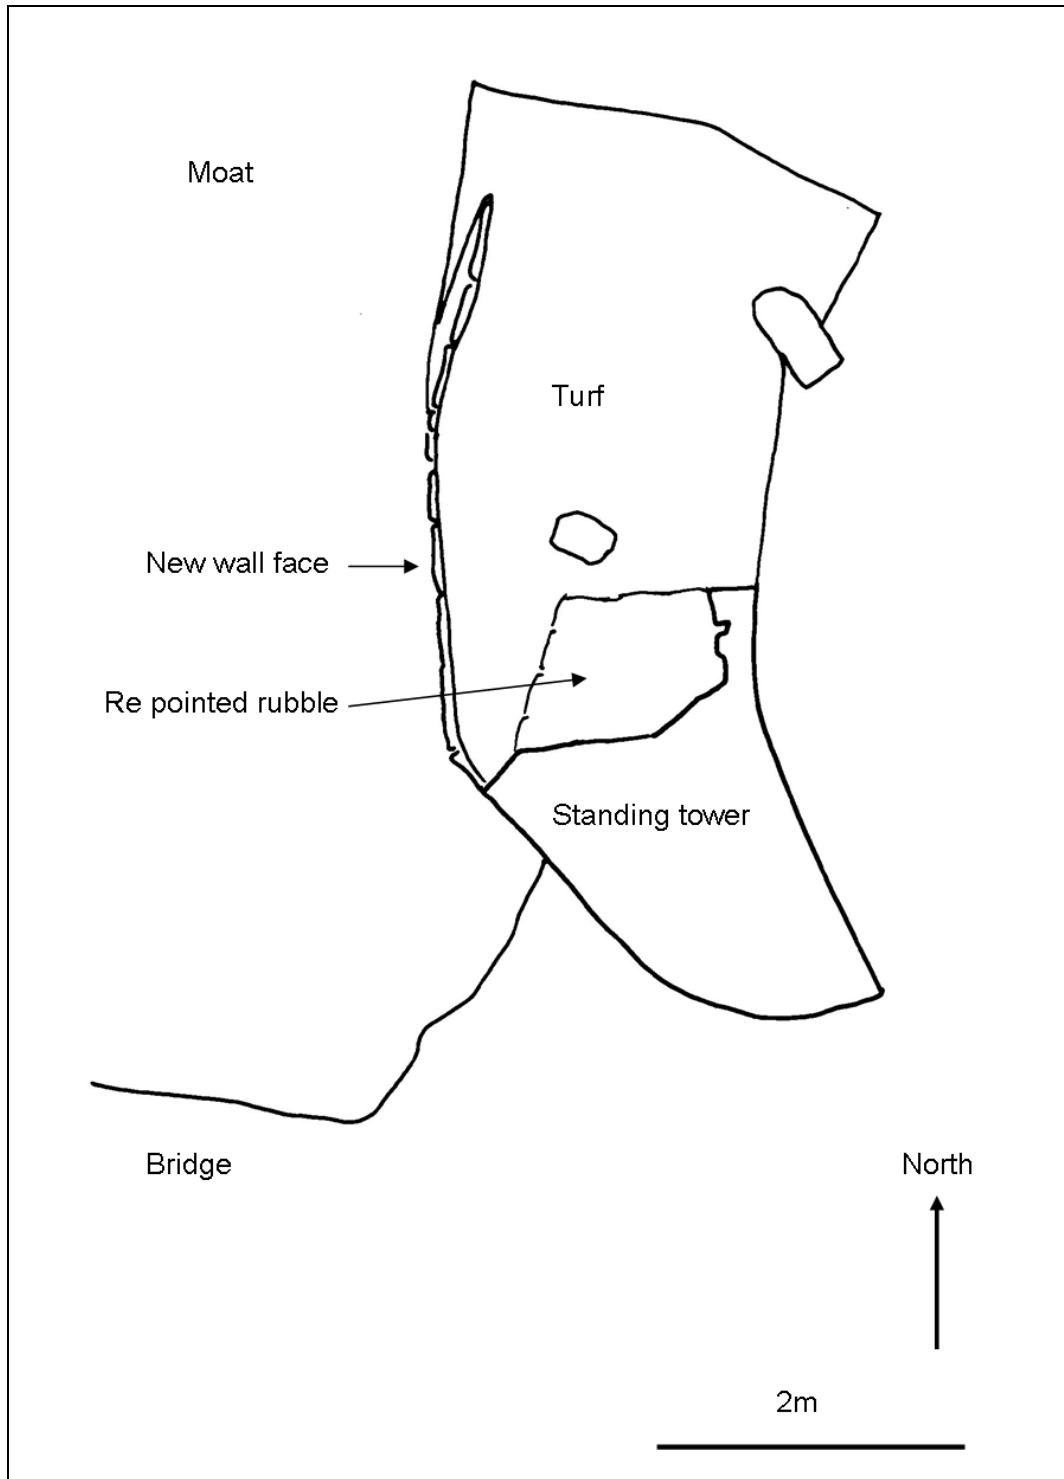 Moat
Turf
New wall face
Re pointed rubble
Standing tower
Bridge
North
2m